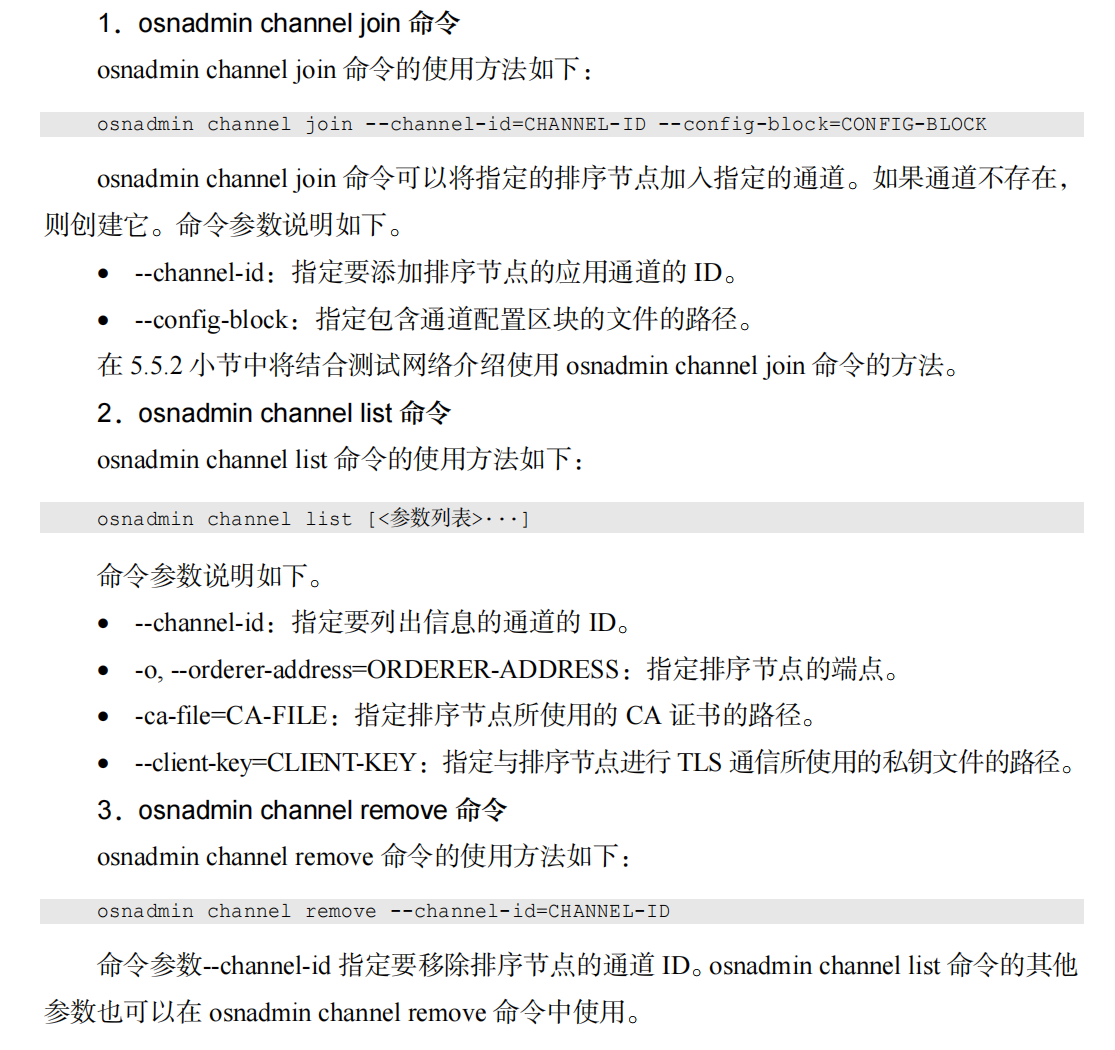 1．osnadmin channel join 命令
osnadmin channel join 命令的使用方法如下：
osnadmin channel join --channel-id=CHANNEL-ID --config-block=CONFIG-BLOCK
osnadmin channel join 命令可以将指定的排序节点加入指定的通道。如果通道不存在，
则创建它。命令参数说明如下。
• --channel-id：指定要添加排序节点的应用通道的 ID。
• --config-block：指定包含通道配置区块的文件的路径。
在 5.5.2 小节中将结合测试网络介绍使用 osnadmin channel join 命令的方法。
2．osnadmin channel list 命令
osnadmin channel list 命令的使用方法如下：
osnadmin channel list [<参数列表>···]
命令参数说明如下。
• --channel-id：指定要列出信息的通道的 ID。
• -o, --orderer-address=ORDERER-ADDRESS：指定排序节点的端点。
• -ca-file=CA-FILE：指定排序节点所使用的 CA 证书的路径。
• --client-key=CLIENT-KEY：指定与排序节点进行 TLS 通信所使用的私钥文件的路径。
3．osnadmin channel remove 命令
osnadmin channel remove 命令的使用方法如下：
osnadmin channel remove --channel-id=CHANNEL-ID
命令参数--channel-id 指定要移除排序节点的通道 ID。osnadmin channel list 命令的其他
参数也可以在 osnadmin channel remove 命令中使用。